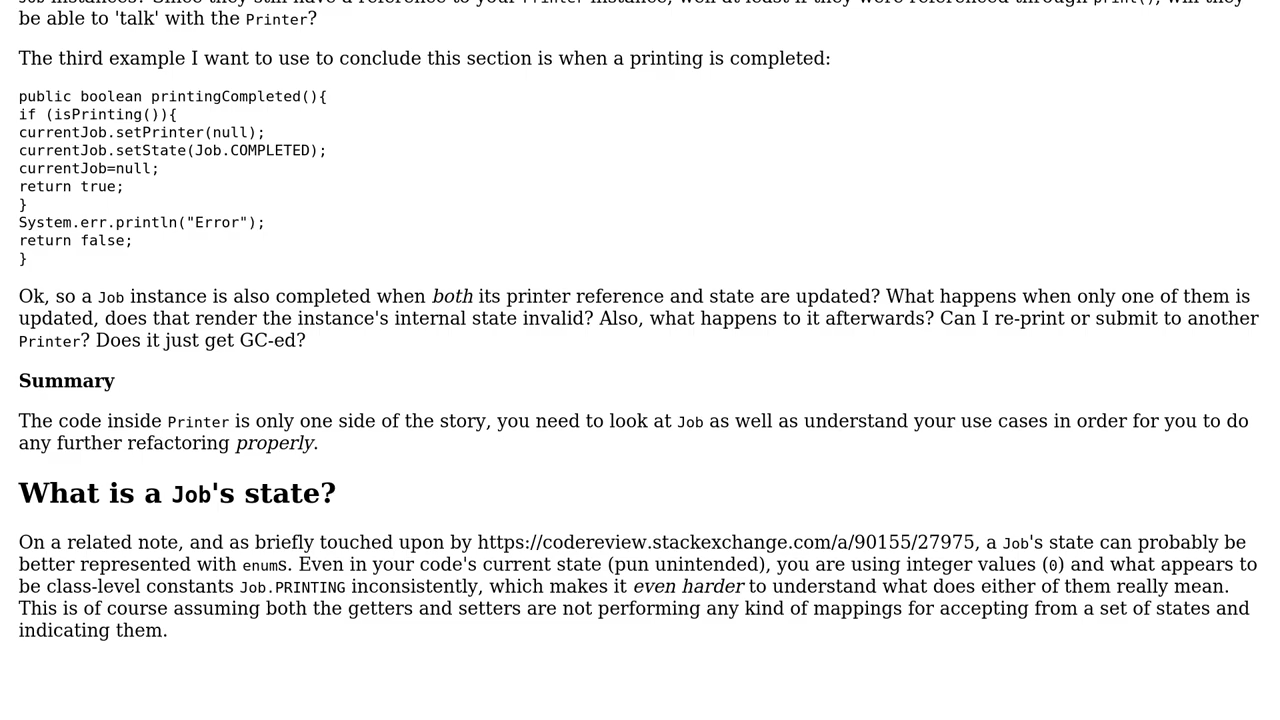 be able to 'talk' with the Printer?
The third example I want to use to conclude this section is when a printing is completed:
public boolean printingCompleted(){
if (isPrinting()){
currentJob.setPrinter(null);
currentJob.setState(Job.COMPLETED);
currentJob=null;
return true;
}
System.err.println("Error");
return false;
}
Ok, so a Job instance is also completed when both its printer reference and state are updated? What happens when only one of them is
updated, does that render the instance's internal state invalid? Also, what happens to it afterwards? Can I re-print or submit to another
Printer? Does it just get GC-ed?
Summary
The code inside Printer is only one side of the story, you need to look at Job as well as understand your use cases in order for you to do
any further refactoring properly.
What is a Job's state?
On a related note, and as briefly touched upon by https://codereview.stackexchange.com/a/90155/27975, a Job's state can probably be
better represented with enums. Even in your code's current state (pun unintended), you are using integer values (0) and what appears to
be class-level constants Job.PRINTING inconsistently, which makes it even harder to understand what does either of them really mean.
This is of course assuming both the getters and setters are not performing any kind of mappings for accepting from a set of states and
indicating them.